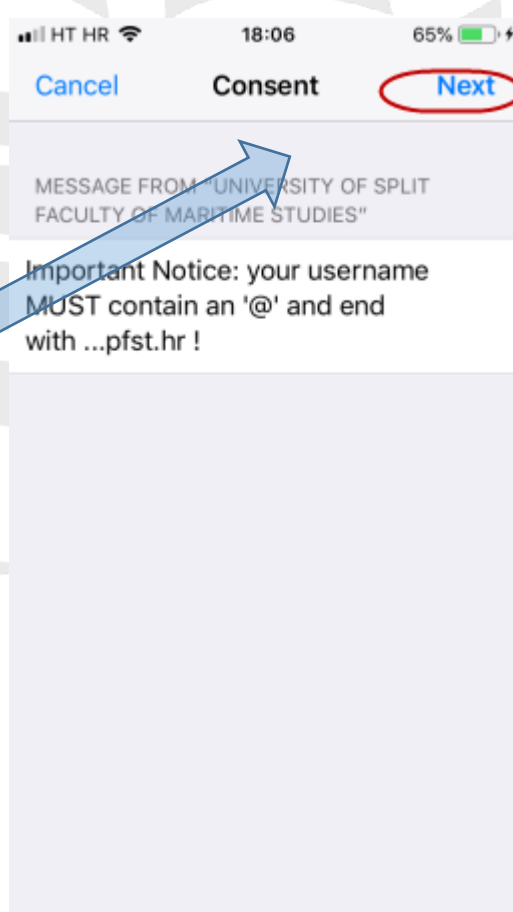 HT HR 18:06 65%
Cancel Consent Next
MESSAGE FROM "UNIVERSITY OF SPLIT
FACULTY OF MARITIME STUDIES"
Important Notice: your username
MUST contain an '@' and end
with ...pfst.hr !